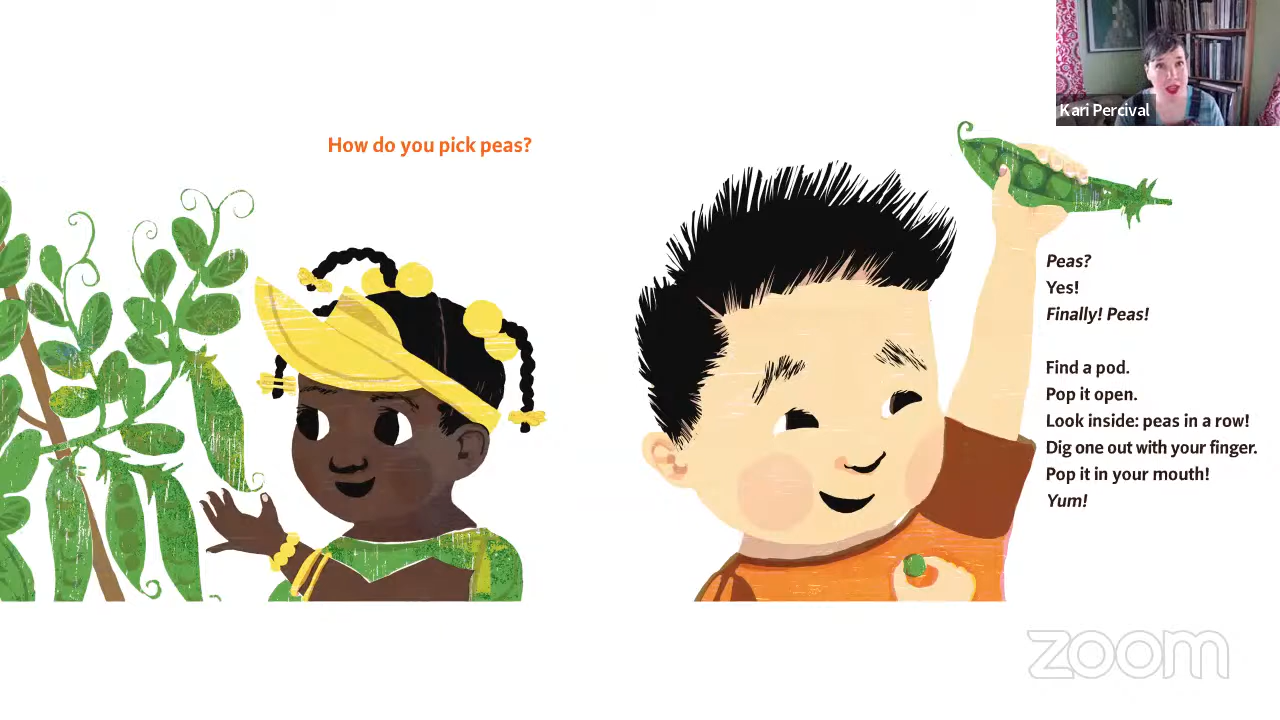 Kari Percival
How do you pick peas?
Peas?
Yes!
Finally! Peas!
Find a pod.
Pop it open.
Look inside: peas in a row!
Dig one out with your finger.
Pop it in your mouth!
Yum!
zoom